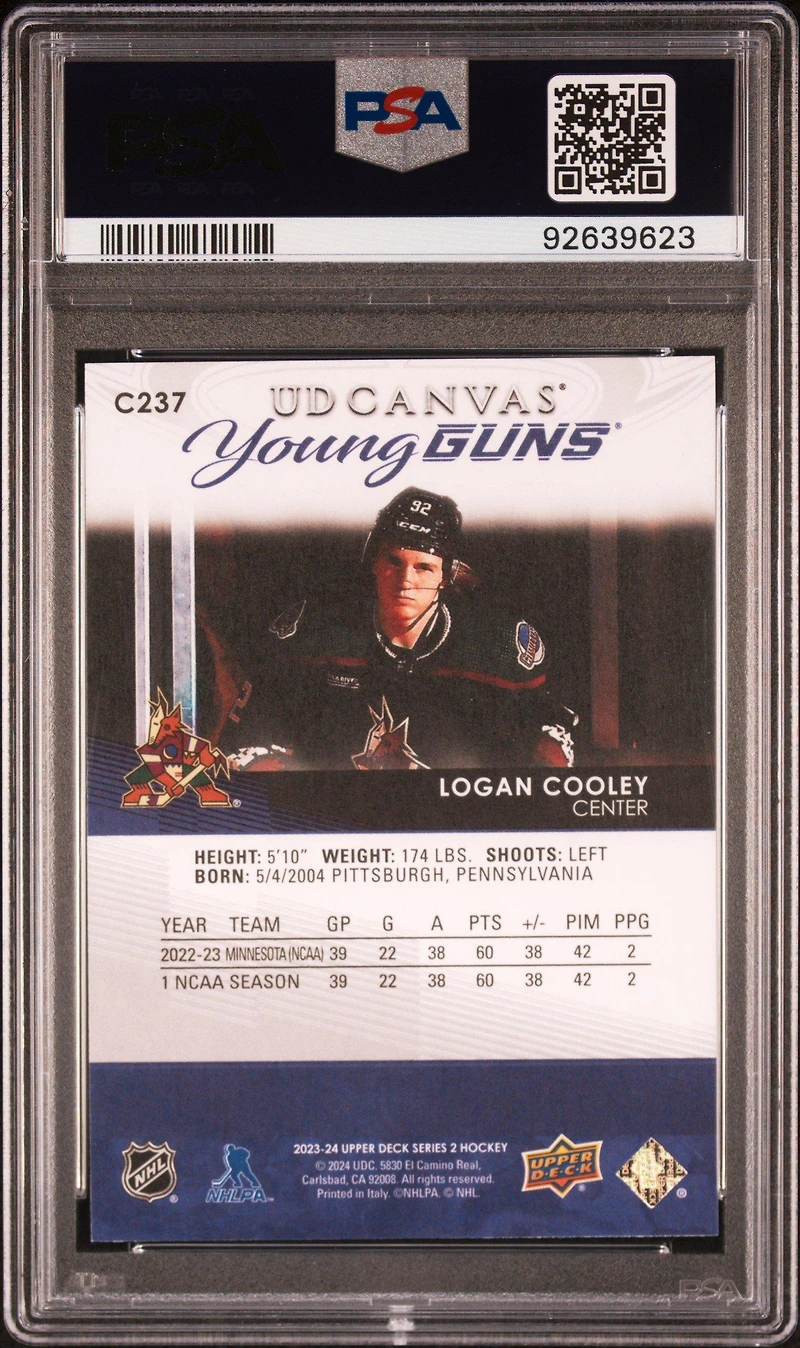 PSA
92639623
C237
UD CANVAS®
Young GUNS®
92
CCM
LOGAN COOLEY
CENTER
HEIGHT: 5'10" WEIGHT: 174 LBS. SHOOTS: LEFT
BORN: 5/4/2004 PITTSBURGH, PENNSYLVANIA
YEAR TEAM GP G A PTS +/- PIM PPG
2022-23 MINNESOTA (NCAA) 39 22 38 60 38 42 2
1 NCAA SEASON 39 22 38 60 38 42 2
2023-24 UPPER DECK SERIES 2 HOCKEY
© 2024 UDC. 5830 El Camino Real,
Carlsbad, CA 92008. All rights reserved.
Printed in Italy. ©NHLPA. © NHL.
NHL ®
NHLPA
UPPER
D·E·C·K
®
PSA